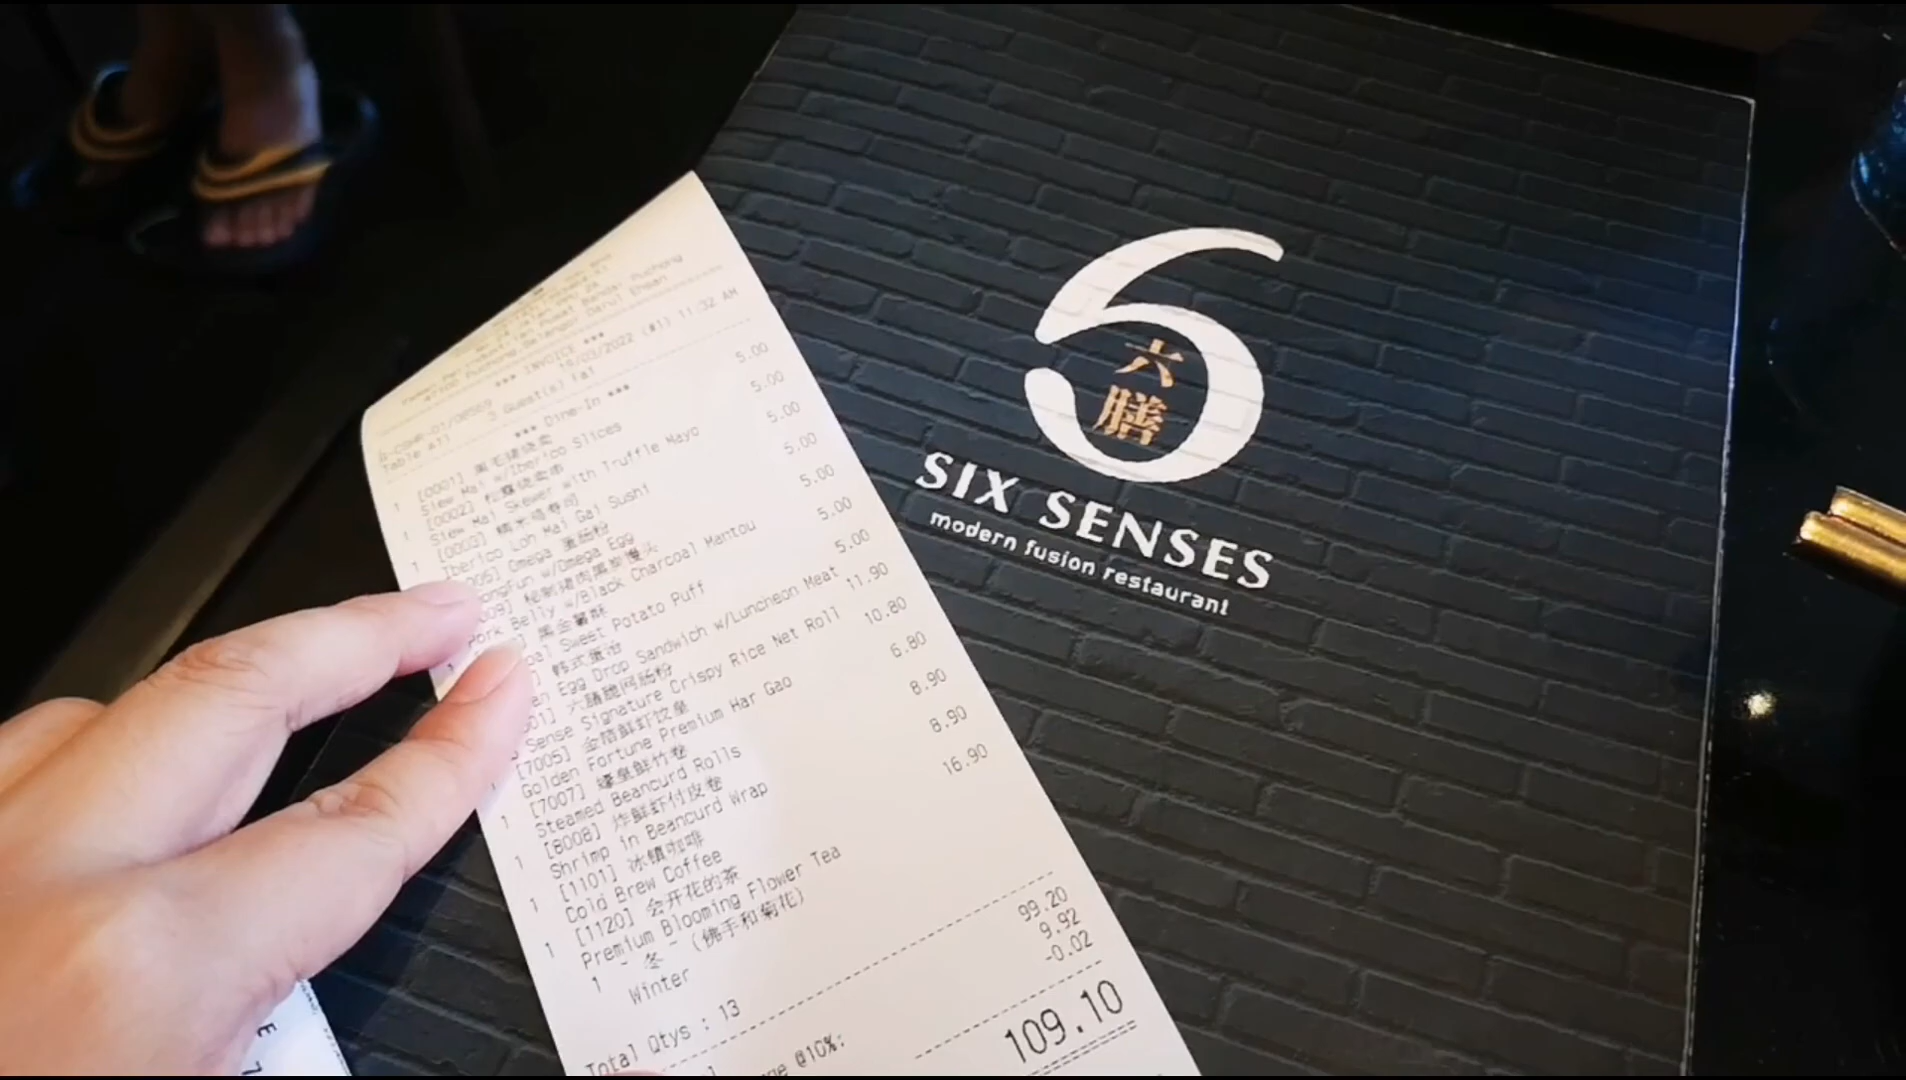 Puchong
Selangor Darul Ehsan
*** INVOICE ***
16/03/2022 (#1) 11:32 AM
3 Guest(s) Fat
Table A11
*** Dine-In ***
1 [0001] 黑毛猪烧卖 5.00
Siew Mai w/Iberico Slices
1 [0002] 松露烧卖串 5.00
Siew Mai Skewer with Truffle Mayo
1 [0003] 糯米鸡寿司 5.00
Iberico Loh Mai Gai Sushi
Omega 蛋肠粉 5.00
w/Omega Egg
秘制猪肉黑炭馒头 5.00
Pork Belly w/Black Charcoal Mantou
黑金薯酥 5.00
Sweet Potato Puff
韩式蛋治 5.00
Egg Drop Sandwich w/Luncheon Meat
六膳脆网肠粉 11.90
Sense Signature Crispy Rice Net Roll
[7005] 金箔鲜虾饺皇 10.80
Golden Fortune Premium Har Gao
1 [7007] 蠔皇鲜竹卷 6.80
Steamed Beancurd Rolls
1 [8008] 炸鲜虾付皮卷 8.90
Shrimp in Beancurd Wrap
1 [1101] 冰镇咖啡 8.90
Cold Brew Coffee
1 [1120] 会开花的茶 16.90
Premium Blooming Flower Tea
1 - 冬 - (佛手和菊花)
Winter
Total Qtys : 13
99.20
@10%: 9.92
-0.02
109.10
六
膳
SIX SENSES
modern fusion restaurant